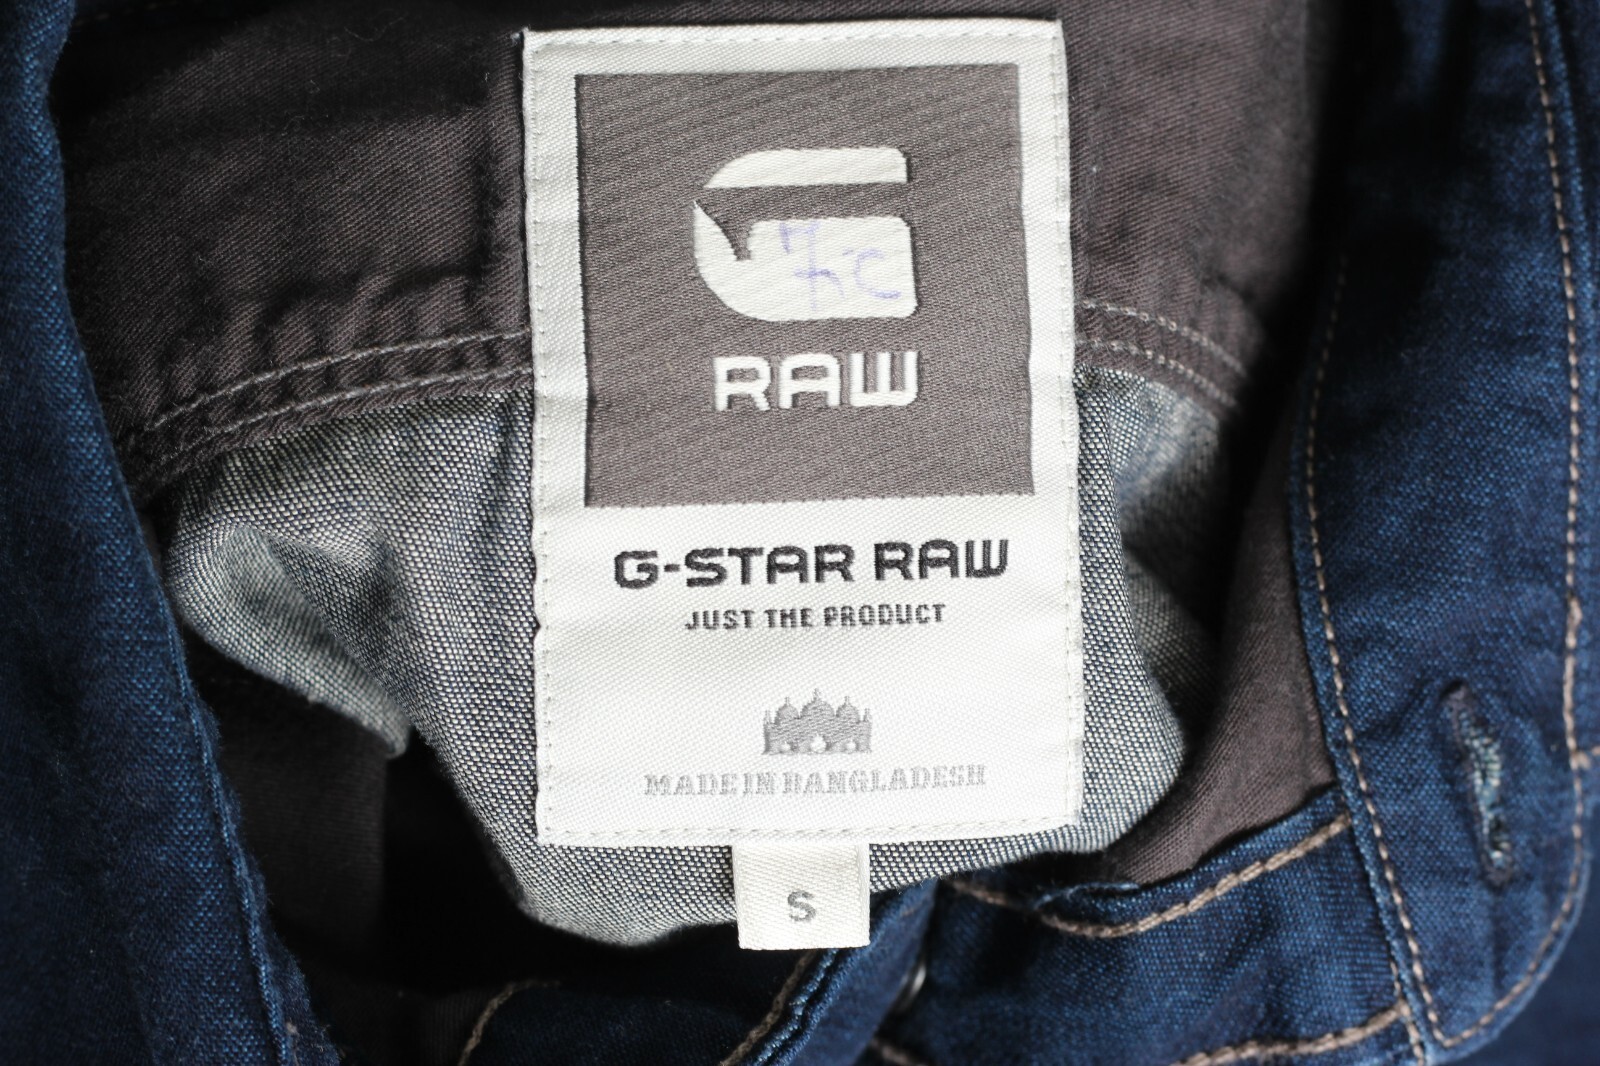 RAW
G-STAR RAW
JUST THE PRODUCT
MADE IN BANGLADESH
S